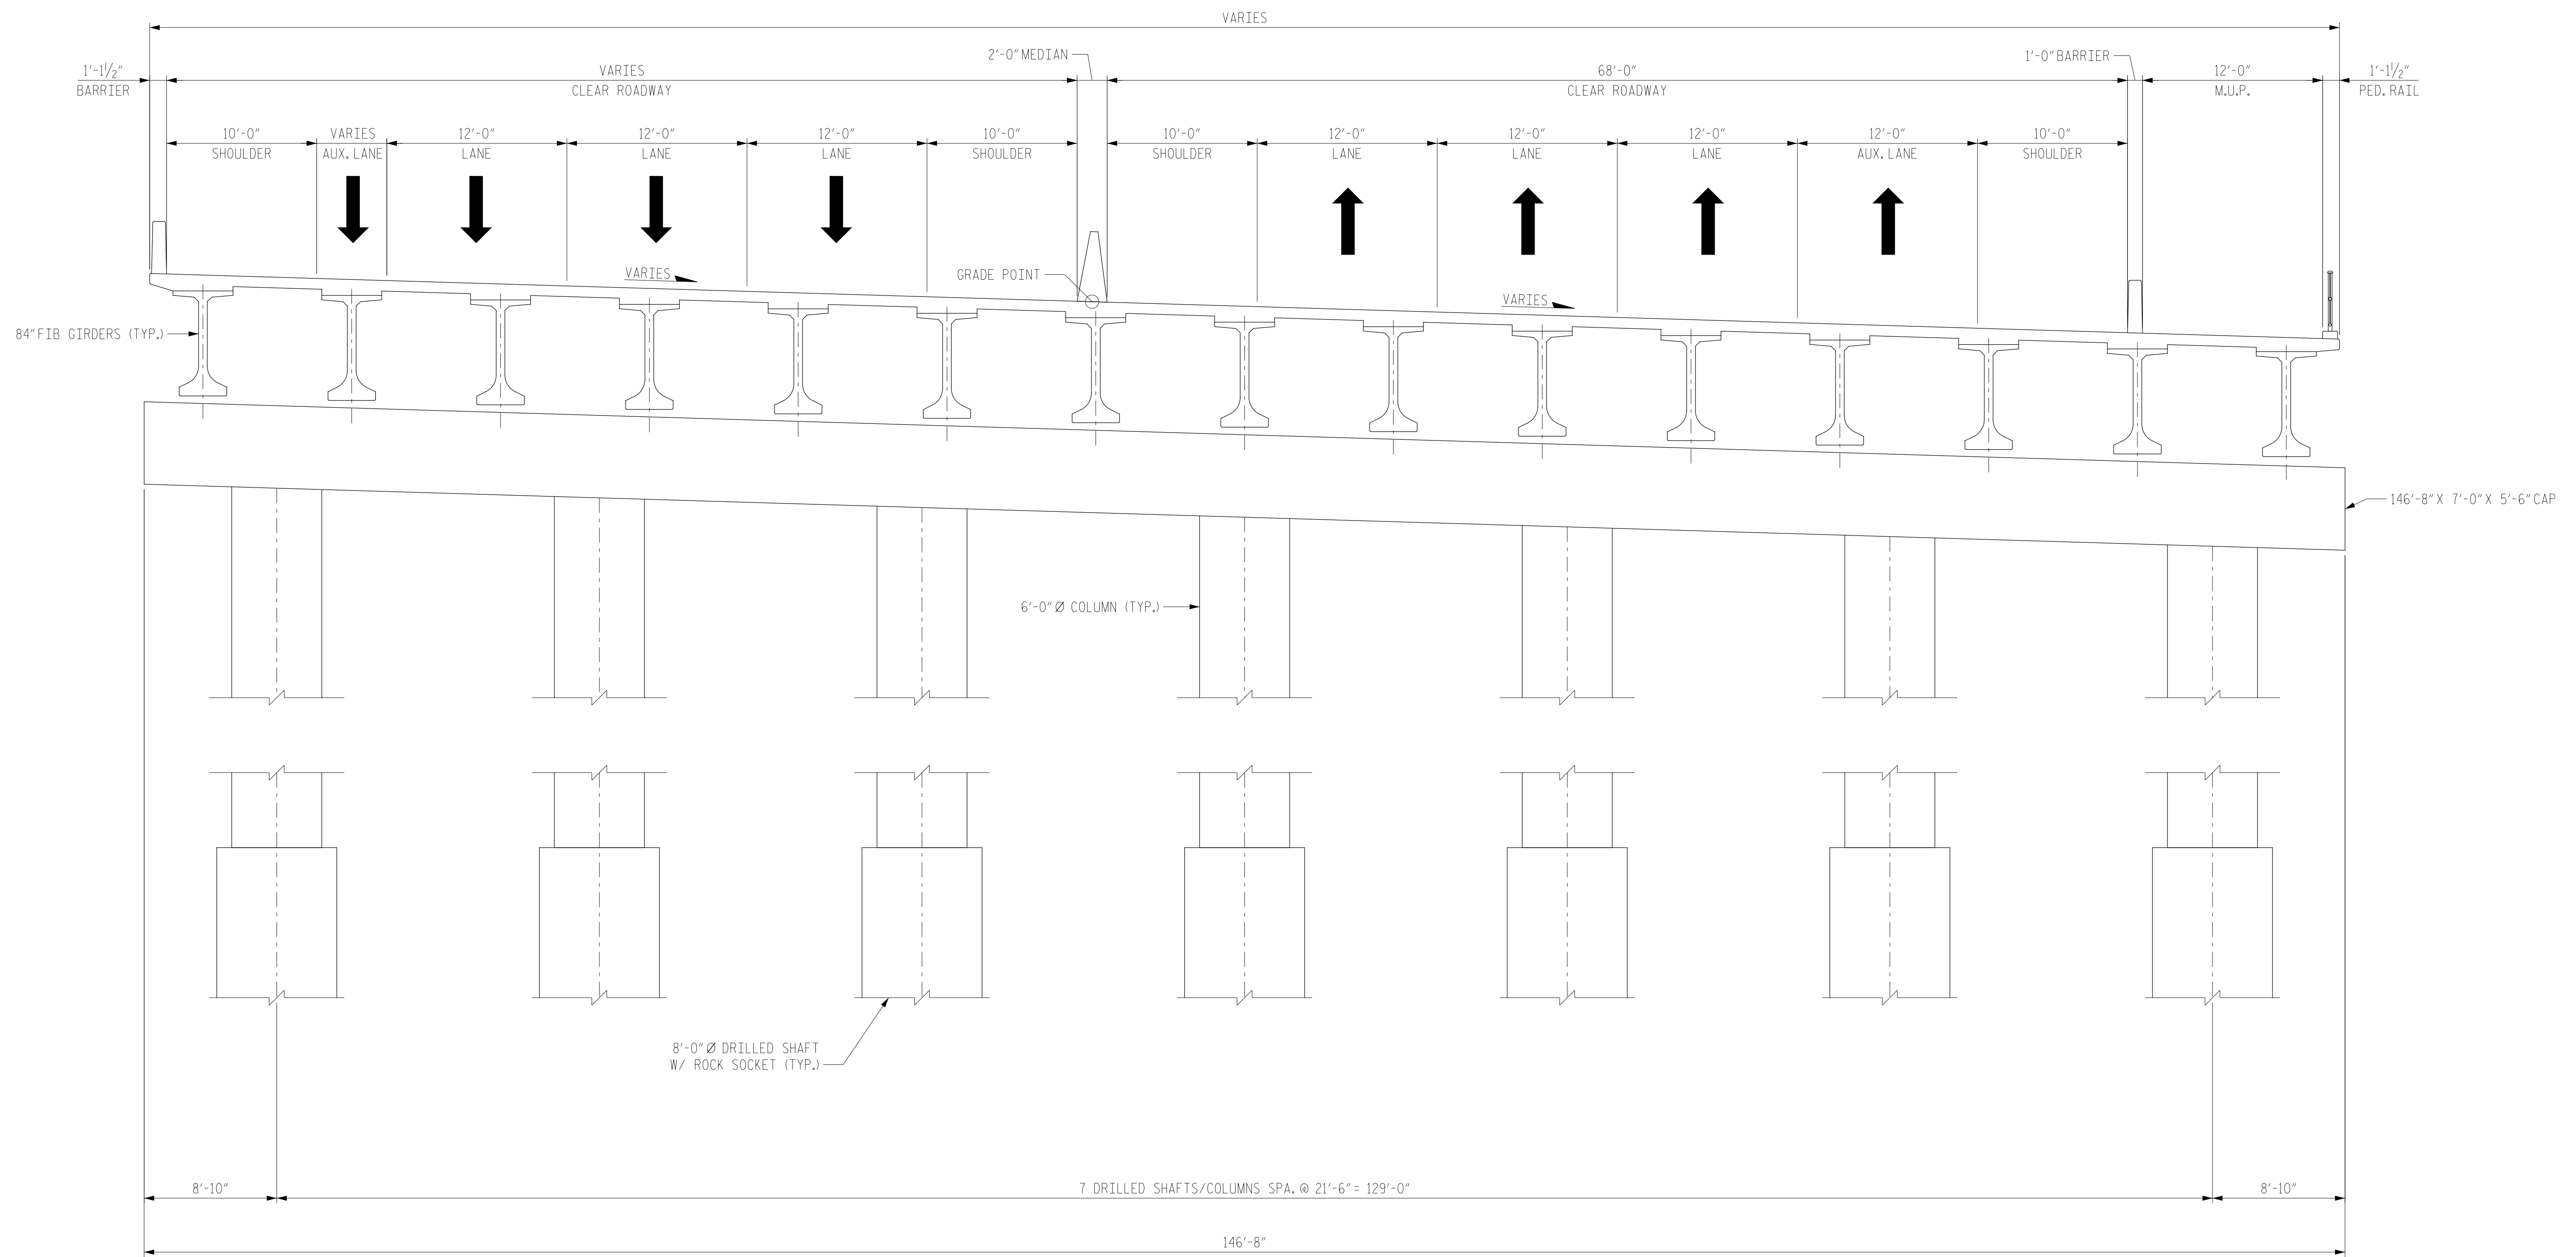 VARIES
2'-0" MEDIAN
1'-0" BARRIER
1'-1½"
BARRIER
VARIES
CLEAR ROADWAY
68'-0"
CLEAR ROADWAY
12'-0"
M.U.P.
1'-1½"
PED. RAIL
10'-0"
SHOULDER
VARIES
AUX. LANE
12'-0"
LANE
12'-0"
LANE
12'-0"
LANE
10'-0"
SHOULDER
10'-0"
SHOULDER
12'-0"
LANE
12'-0"
LANE
12'-0"
LANE
12'-0"
AUX. LANE
10'-0"
SHOULDER
VARIES
GRADE POINT
VARIES
84" FIB GIRDERS (TYP.)
146'-8" X 7'-0" X 5'-6" CAP
6'-0" Ø COLUMN (TYP.)
8'-0" Ø DRILLED SHAFT
W/ ROCK SOCKET (TYP.)
8'-10"
7 DRILLED SHAFTS/COLUMNS SPA. @ 21'-6" = 129'-0"
8'-10"
146'-8"